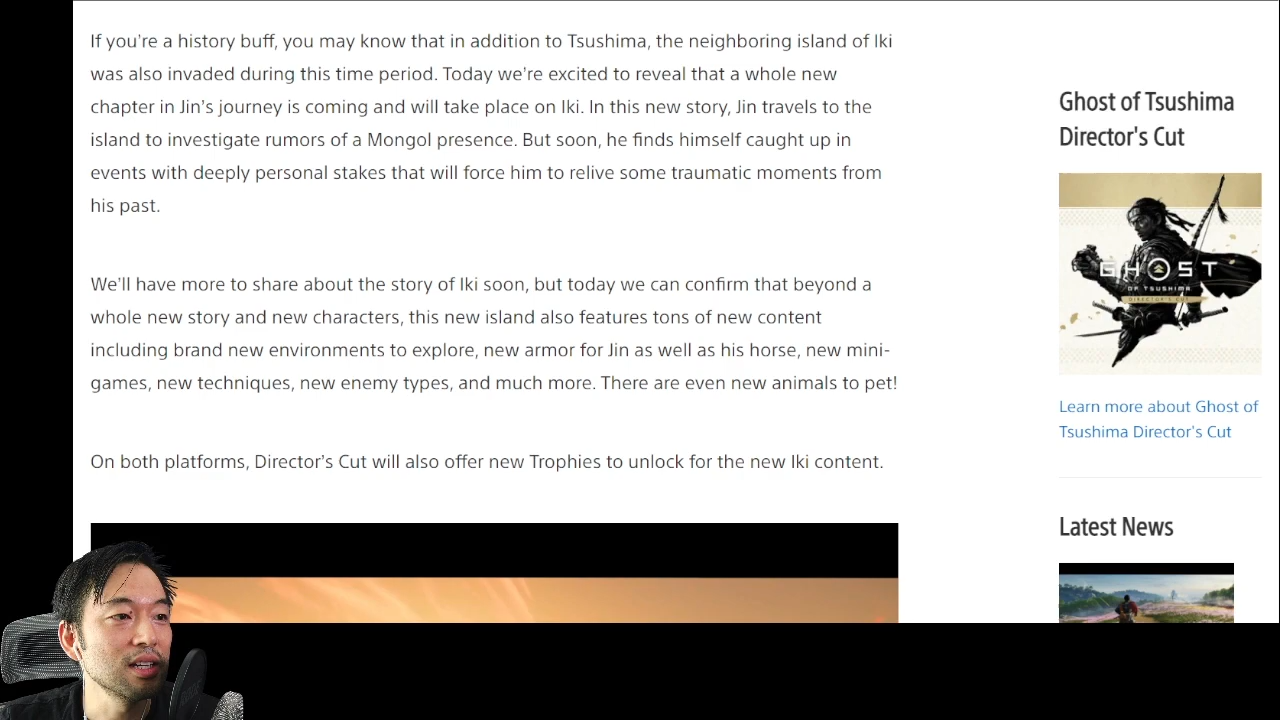 If you're a history buff, you may know that in addition to Tsushima, the neighboring island of Iki
was also invaded during this time period. Today we're excited to reveal that a whole new
chapter in Jin's journey is coming and will take place on Iki. In this new story, Jin travels to the
island to investigate rumors of a Mongol presence. But soon, he finds himself caught up in
events with deeply personal stakes that will force him to relive some traumatic moments from
his past.
We'll have more to share about the story of Iki soon, but today we can confirm that beyond a
whole new story and new characters, this new island also features tons of new content
including brand new environments to explore, new armor for Jin as well as his horse, new mini-
games, new techniques, new enemy types, and much more. There are even new animals to pet!
On both platforms, Director's Cut will also offer new Trophies to unlock for the new Iki content.
Ghost of Tsushima
Director's Cut
GHOST
OF TSUSHIMA
DIRECTOR'S CUT
Learn more about Ghost of
Tsushima Director's Cut
Latest News